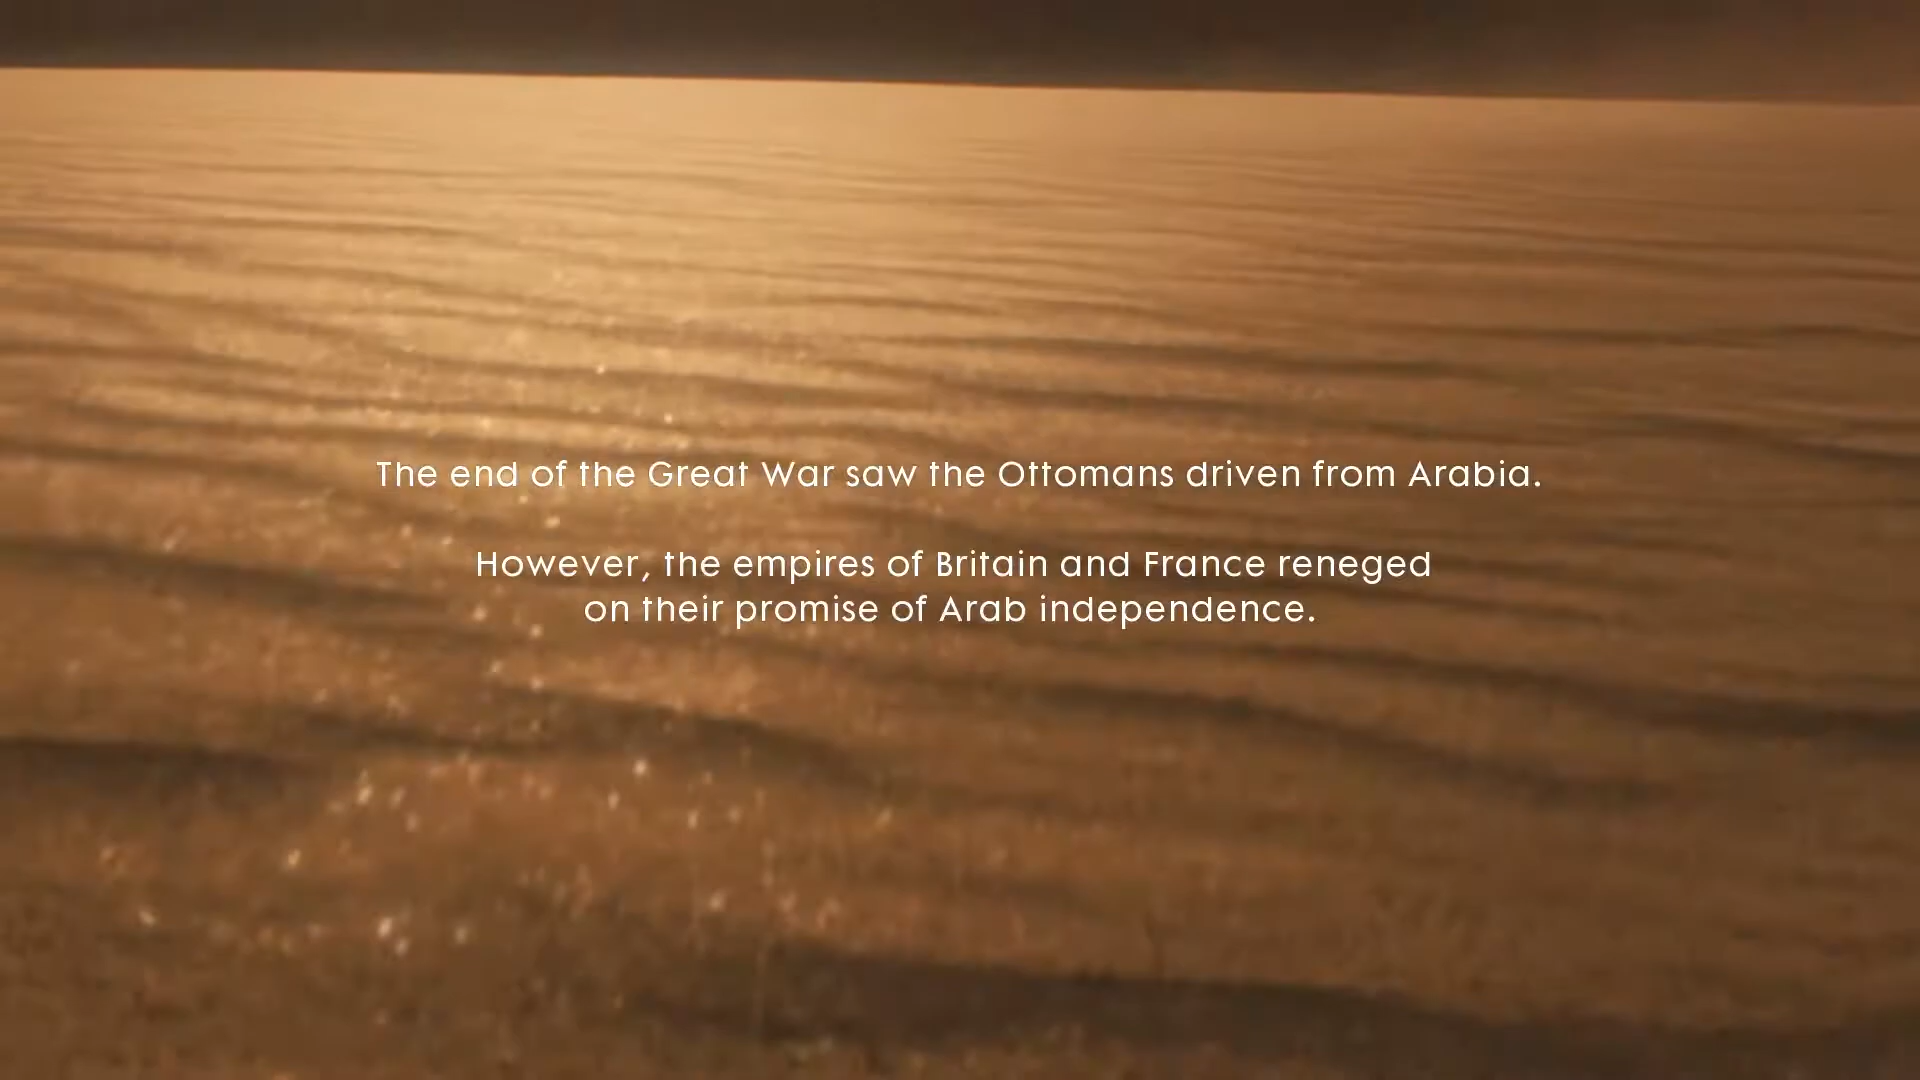 The end of the Great War saw the Ottomans driven from Arabia.
However, the empires of Britain and France reneged
on their promise of Arab independence.